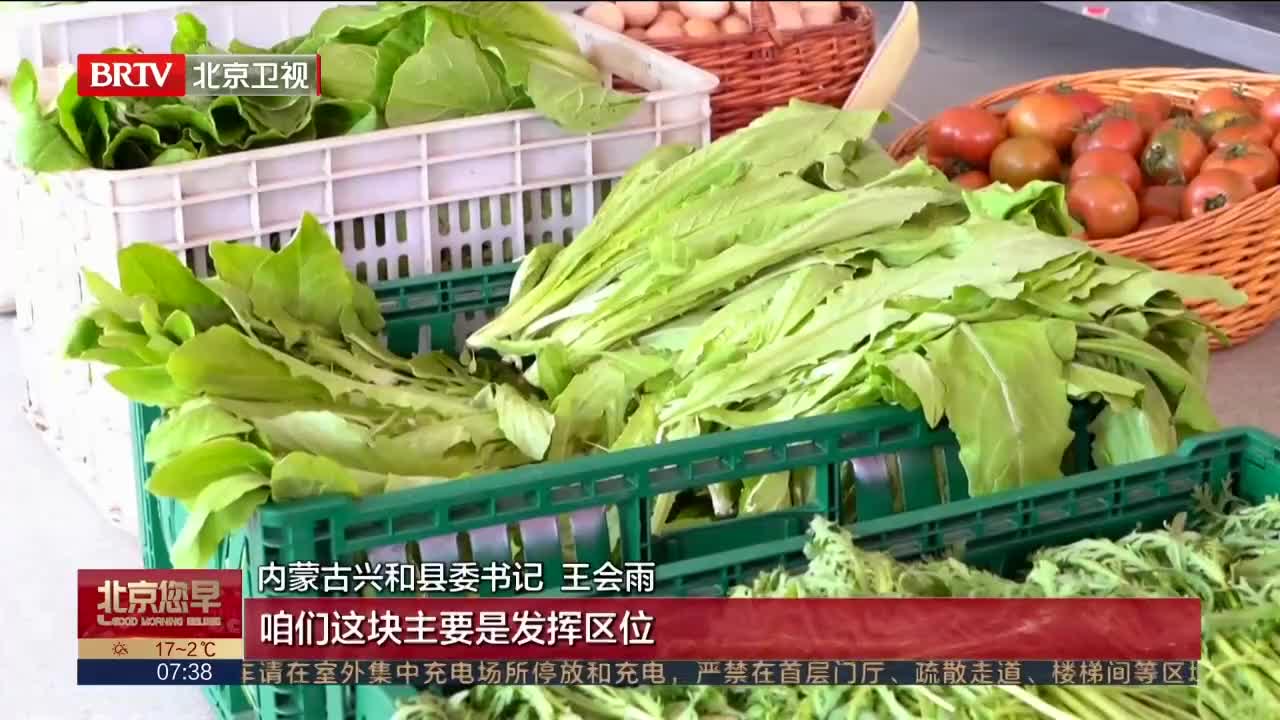 BRTV 北京卫视
内蒙古兴和县委书记 王会雨
北京您早
GOOD MORNING BEIJING
咱们这块主要是发挥区位
17~2℃
07:38
车请在室外集中充电场所停放和充电，严禁在首层门厅、疏散走道、楼梯间等区